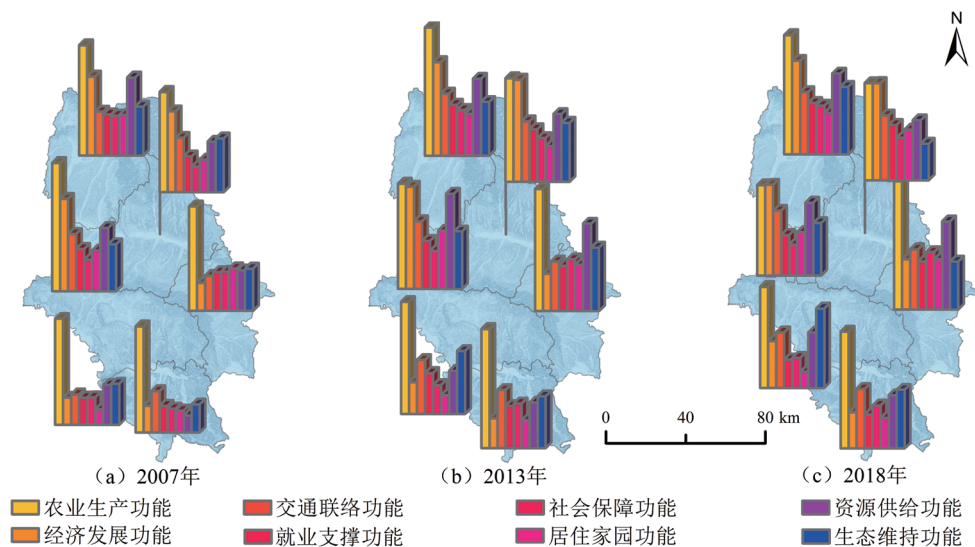 N
0 40 80 km
（a）2007年 （b）2013年 （c）2018年
农业生产功能 交通联络功能 社会保障功能 资源供给功能
经济发展功能 就业支撑功能 居住家园功能 生态维持功能